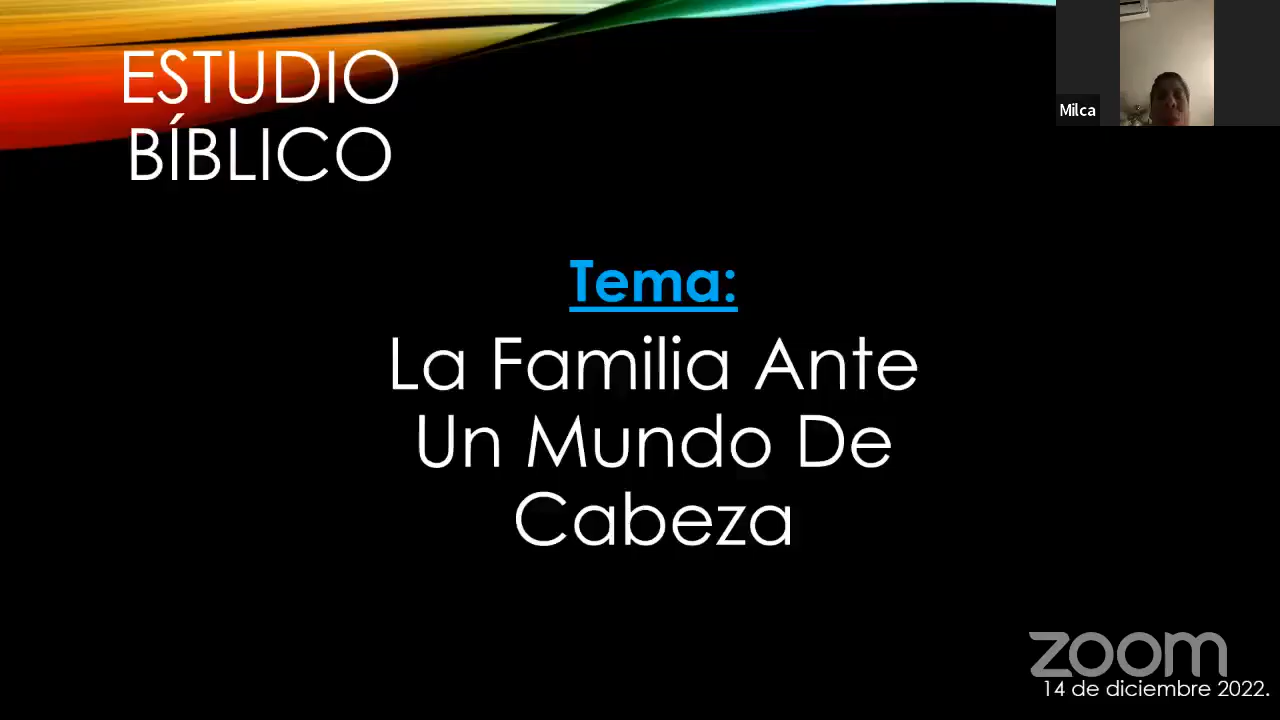 ESTUDIO
BÍBLICO
Milca
Tema:
La Familia Ante
Un Mundo De
Cabeza
zoom
14 de diciembre 2022.